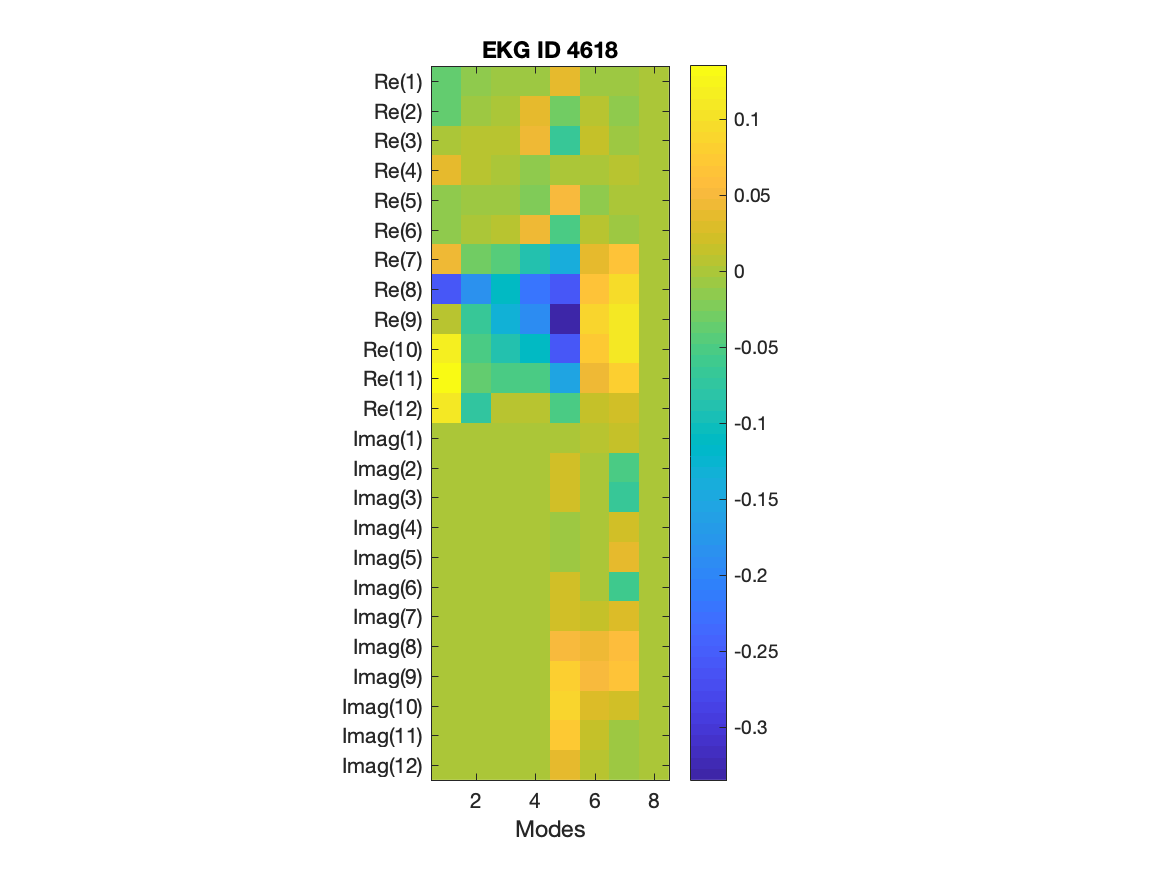 EKG ID 4618
Re(1)
Re(2)
Re(3)
Re(4)
Re(5)
Re(6)
Re(7)
Re(8)
Re(9)
Re(10)
Re(11)
Re(12)
Imag(1)
Imag(2)
Imag(3)
Imag(4)
Imag(5)
Imag(6)
Imag(7)
Imag(8)
Imag(9)
Imag(10)
Imag(11)
Imag(12)
2 4 6 8
Modes
0.1
0.05
0
-0.05
-0.1
-0.15
-0.2
-0.25
-0.3